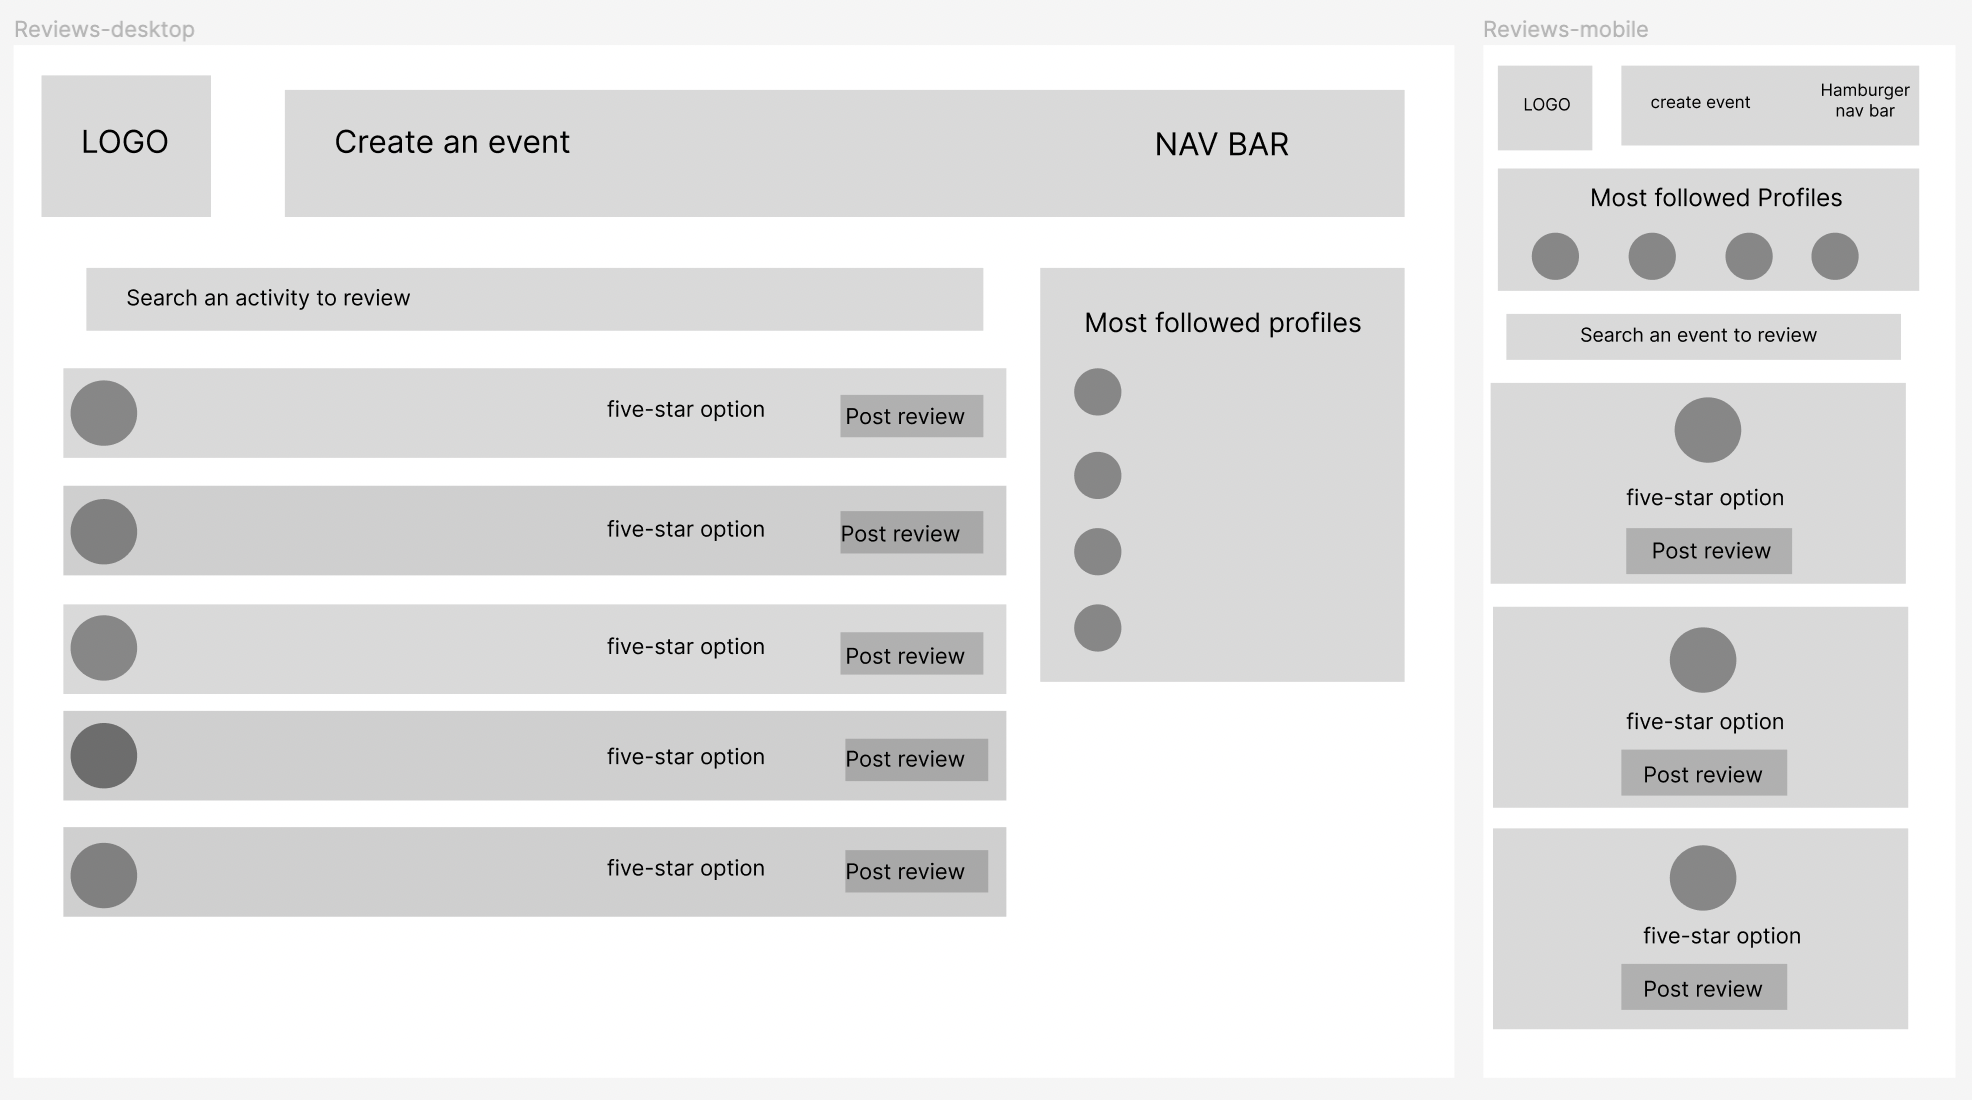 Reviews-desktop
LOGO
Create an event
NAV BAR
Search an activity to review
five-star option
Post review
five-star option
Post review
five-star option
Post review
five-star option
Post review
five-star option
Post review
Most followed profiles
Reviews-mobile
LOGO
create event
Hamburger
nav bar
Most followed Profiles
Search an event to review
five-star option
Post review
five-star option
Post review
five-star option
Post review